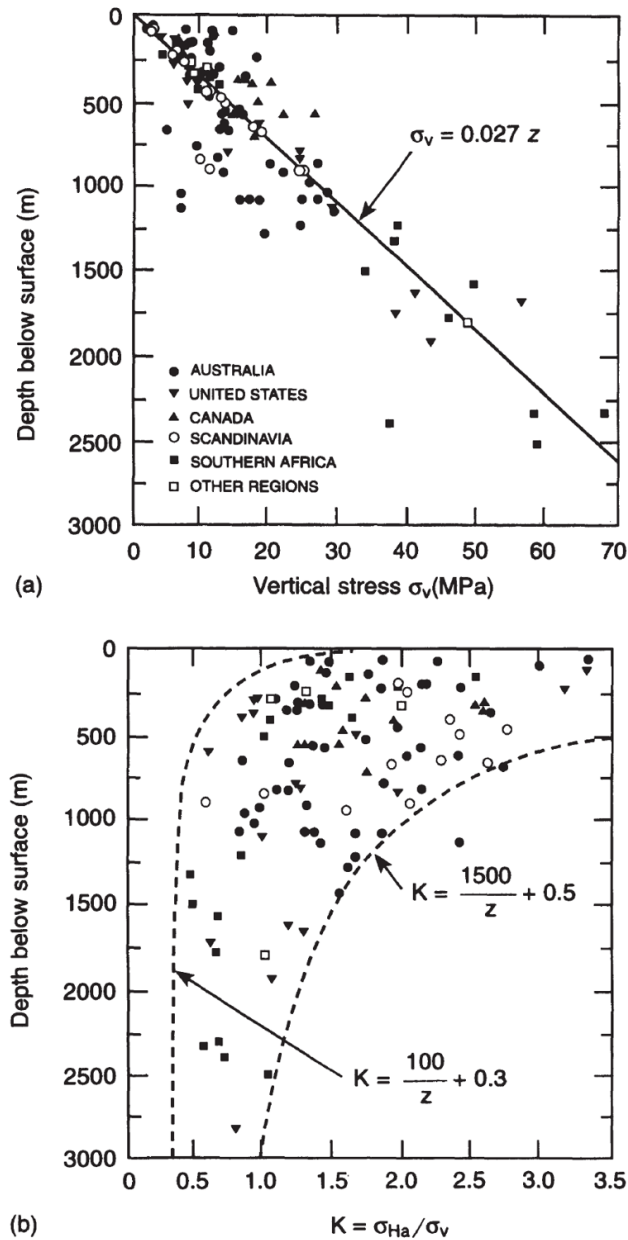 0
500
1000
1500
2000
2500
3000
Depth below surface (m)
σv = 0.027 z
AUSTRALIA
UNITED STATES
CANADA
SCANDINAVIA
SOUTHERN AFRICA
OTHER REGIONS
0 10 20 30 40 50 60 70
(a)
Vertical stress σv(MPa)
0
500
1000
1500
2000
2500
3000
Depth below surface (m)
K = 1500/z + 0.5
K = 100/z + 0.3
0 0.5 1.0 1.5 2.0 2.5 3.0 3.5
(b)
K = σHa/σv